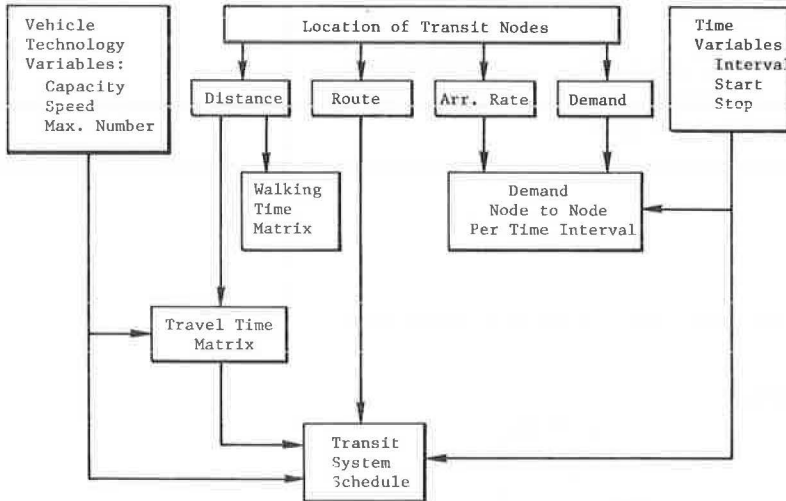 Vehicle
Technology
Variables:
Capacity
Speed
Max. Number
Location of Transit Nodes
Time
Variables
Interval
Start
Stop
Distance
Route
Arr. Rate
Demand
Walking
Time
Matrix
Demand
Node to Node
Per Time Interval
Travel Time
Matrix
Transit
System
Schedule